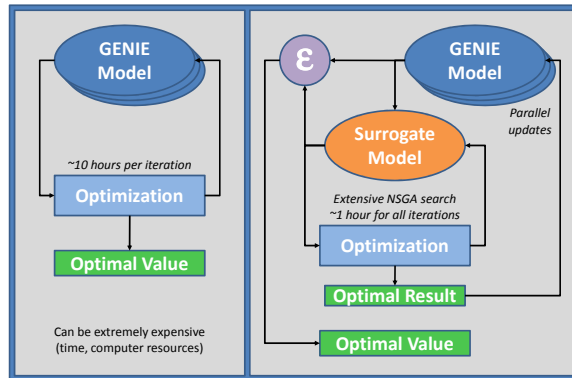 GENIE
Model
~10 hours per iteration
Optimization
Optimal Value
Can be extremely expensive
(time, computer resources)
ε
GENIE
Model
Parallel
updates
Surrogate
Model
Extensive NSGA search
~1 hour for all iterations
Optimization
Optimal Result
Optimal Value